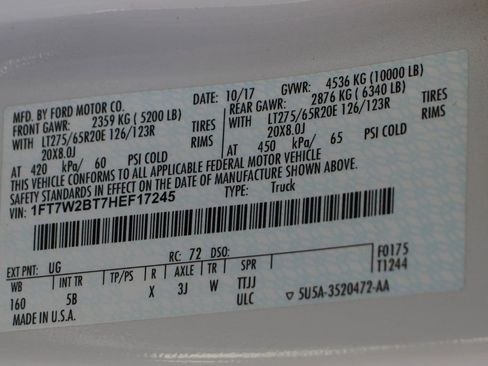 MFD. BY FORD MOTOR CO.
DATE: 10/17 GVWR: 4536 KG (10000 LB)
FRONT GAWR: 2359 KG ( 5200 LB) REAR GAWR: 2876 KG ( 6340 LB)
WITH LT275/65R20E 126/123R TIRES WITH LT275/65R20E 126/123R TIRES
20X8.0J RIMS 20X8.0J RIMS
AT 420 kPa/ 60 PSI COLD AT 450 kPa/ 65 PSI COLD
THIS VEHICLE CONFORMS TO ALL APPLICABLE FEDERAL MOTOR VEHICLE
SAFETY STANDARDS IN EFFECT ON THE DATE OF MANUFACTURE SHOWN ABOVE.
VIN: 1FT7W2BT7HEF17245 TYPE: Truck
EXT PNT: UG RC: 72 DSO: F0175
WB INT TR TP/PS R AXLE TR SPR T1244
160 5B X 3J W TTJJ
MADE IN U.S.A. ULC ▽ 5U5A-3520472-AA